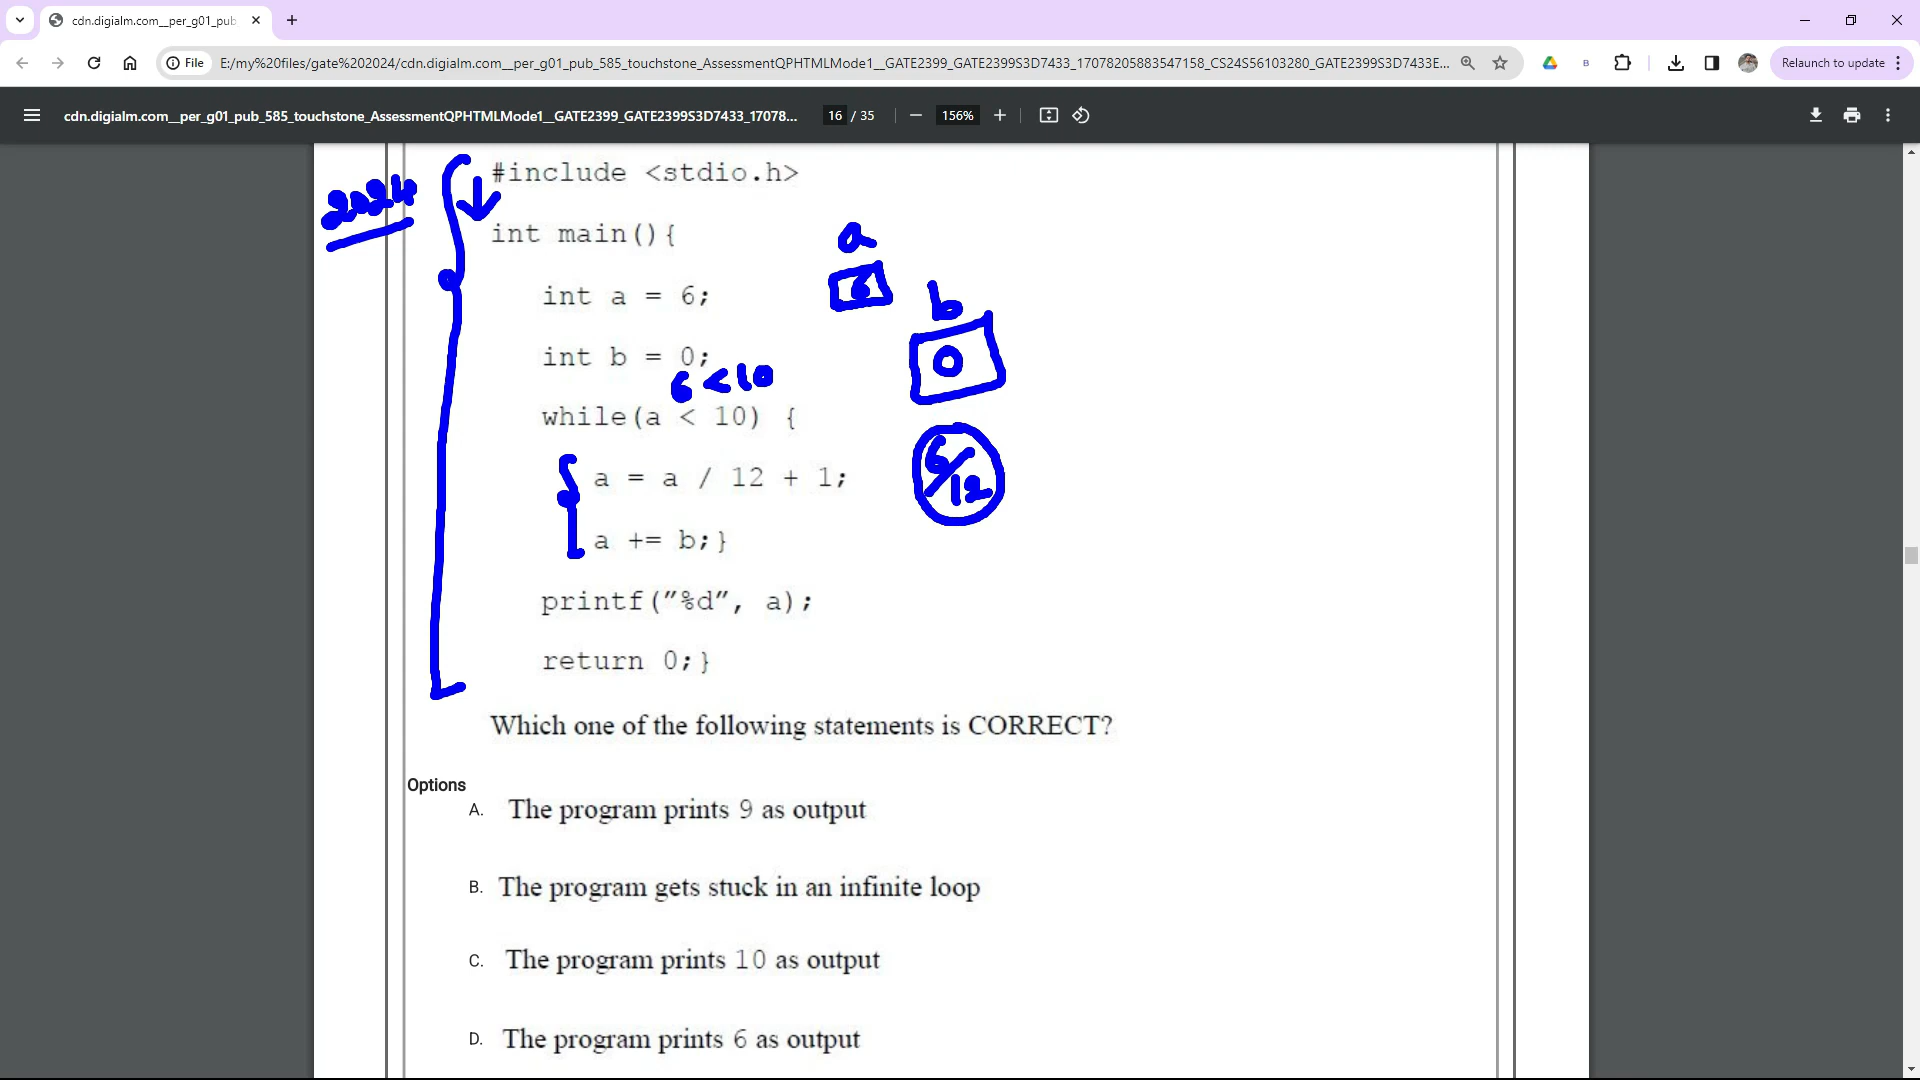 cdn.digialm.com__per_g01_pub
File
E:/my%20files/gate%202024/cdn.digialm.com__per_g01_pub_585_touchstone_AssessmentQPHTMLMode1__GATE2399_GATE2399S3D7433_17078205883547158_CS24S56103280_GATE2399S3D7433E...
B
Relaunch to update
cdn.digialm.com__per_g01_pub_585_touchstone_AssessmentQPHTMLMode1__GATE2399_GATE2399S3D7433_17078...
16 / 35
156%
#include <stdio.h>
2024
int main(){
a
int a = 6;
6
b
int b = 0;
0
6 < 10
while(a < 10) {
a = a / 12 + 1;
6/12
a += b;}
printf(”%d”, a);
return 0;}
Which one of the following statements is CORRECT?
Options
A. The program prints 9 as output
B. The program gets stuck in an infinite loop
C. The program prints 10 as output
D. The program prints 6 as output